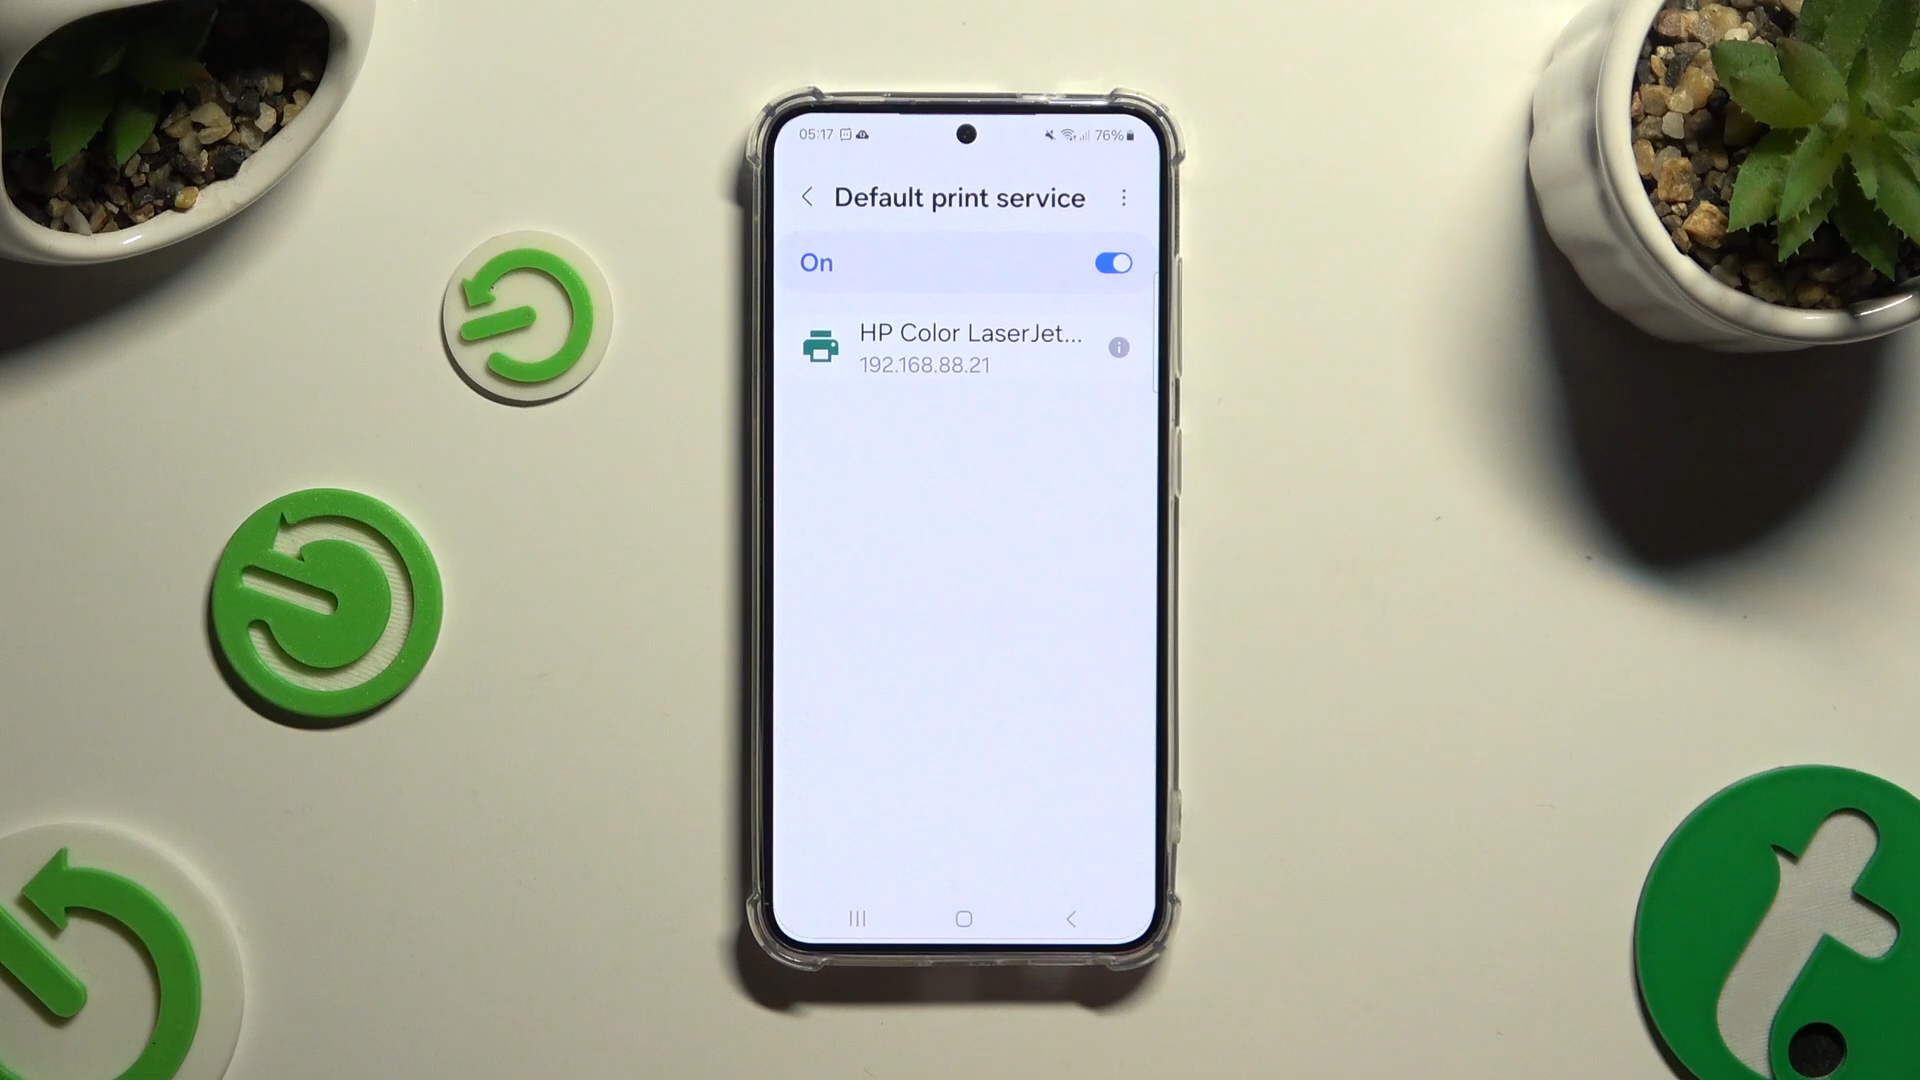 05:17 76%
Default print service
On
HP Color LaserJet...
192.168.88.21